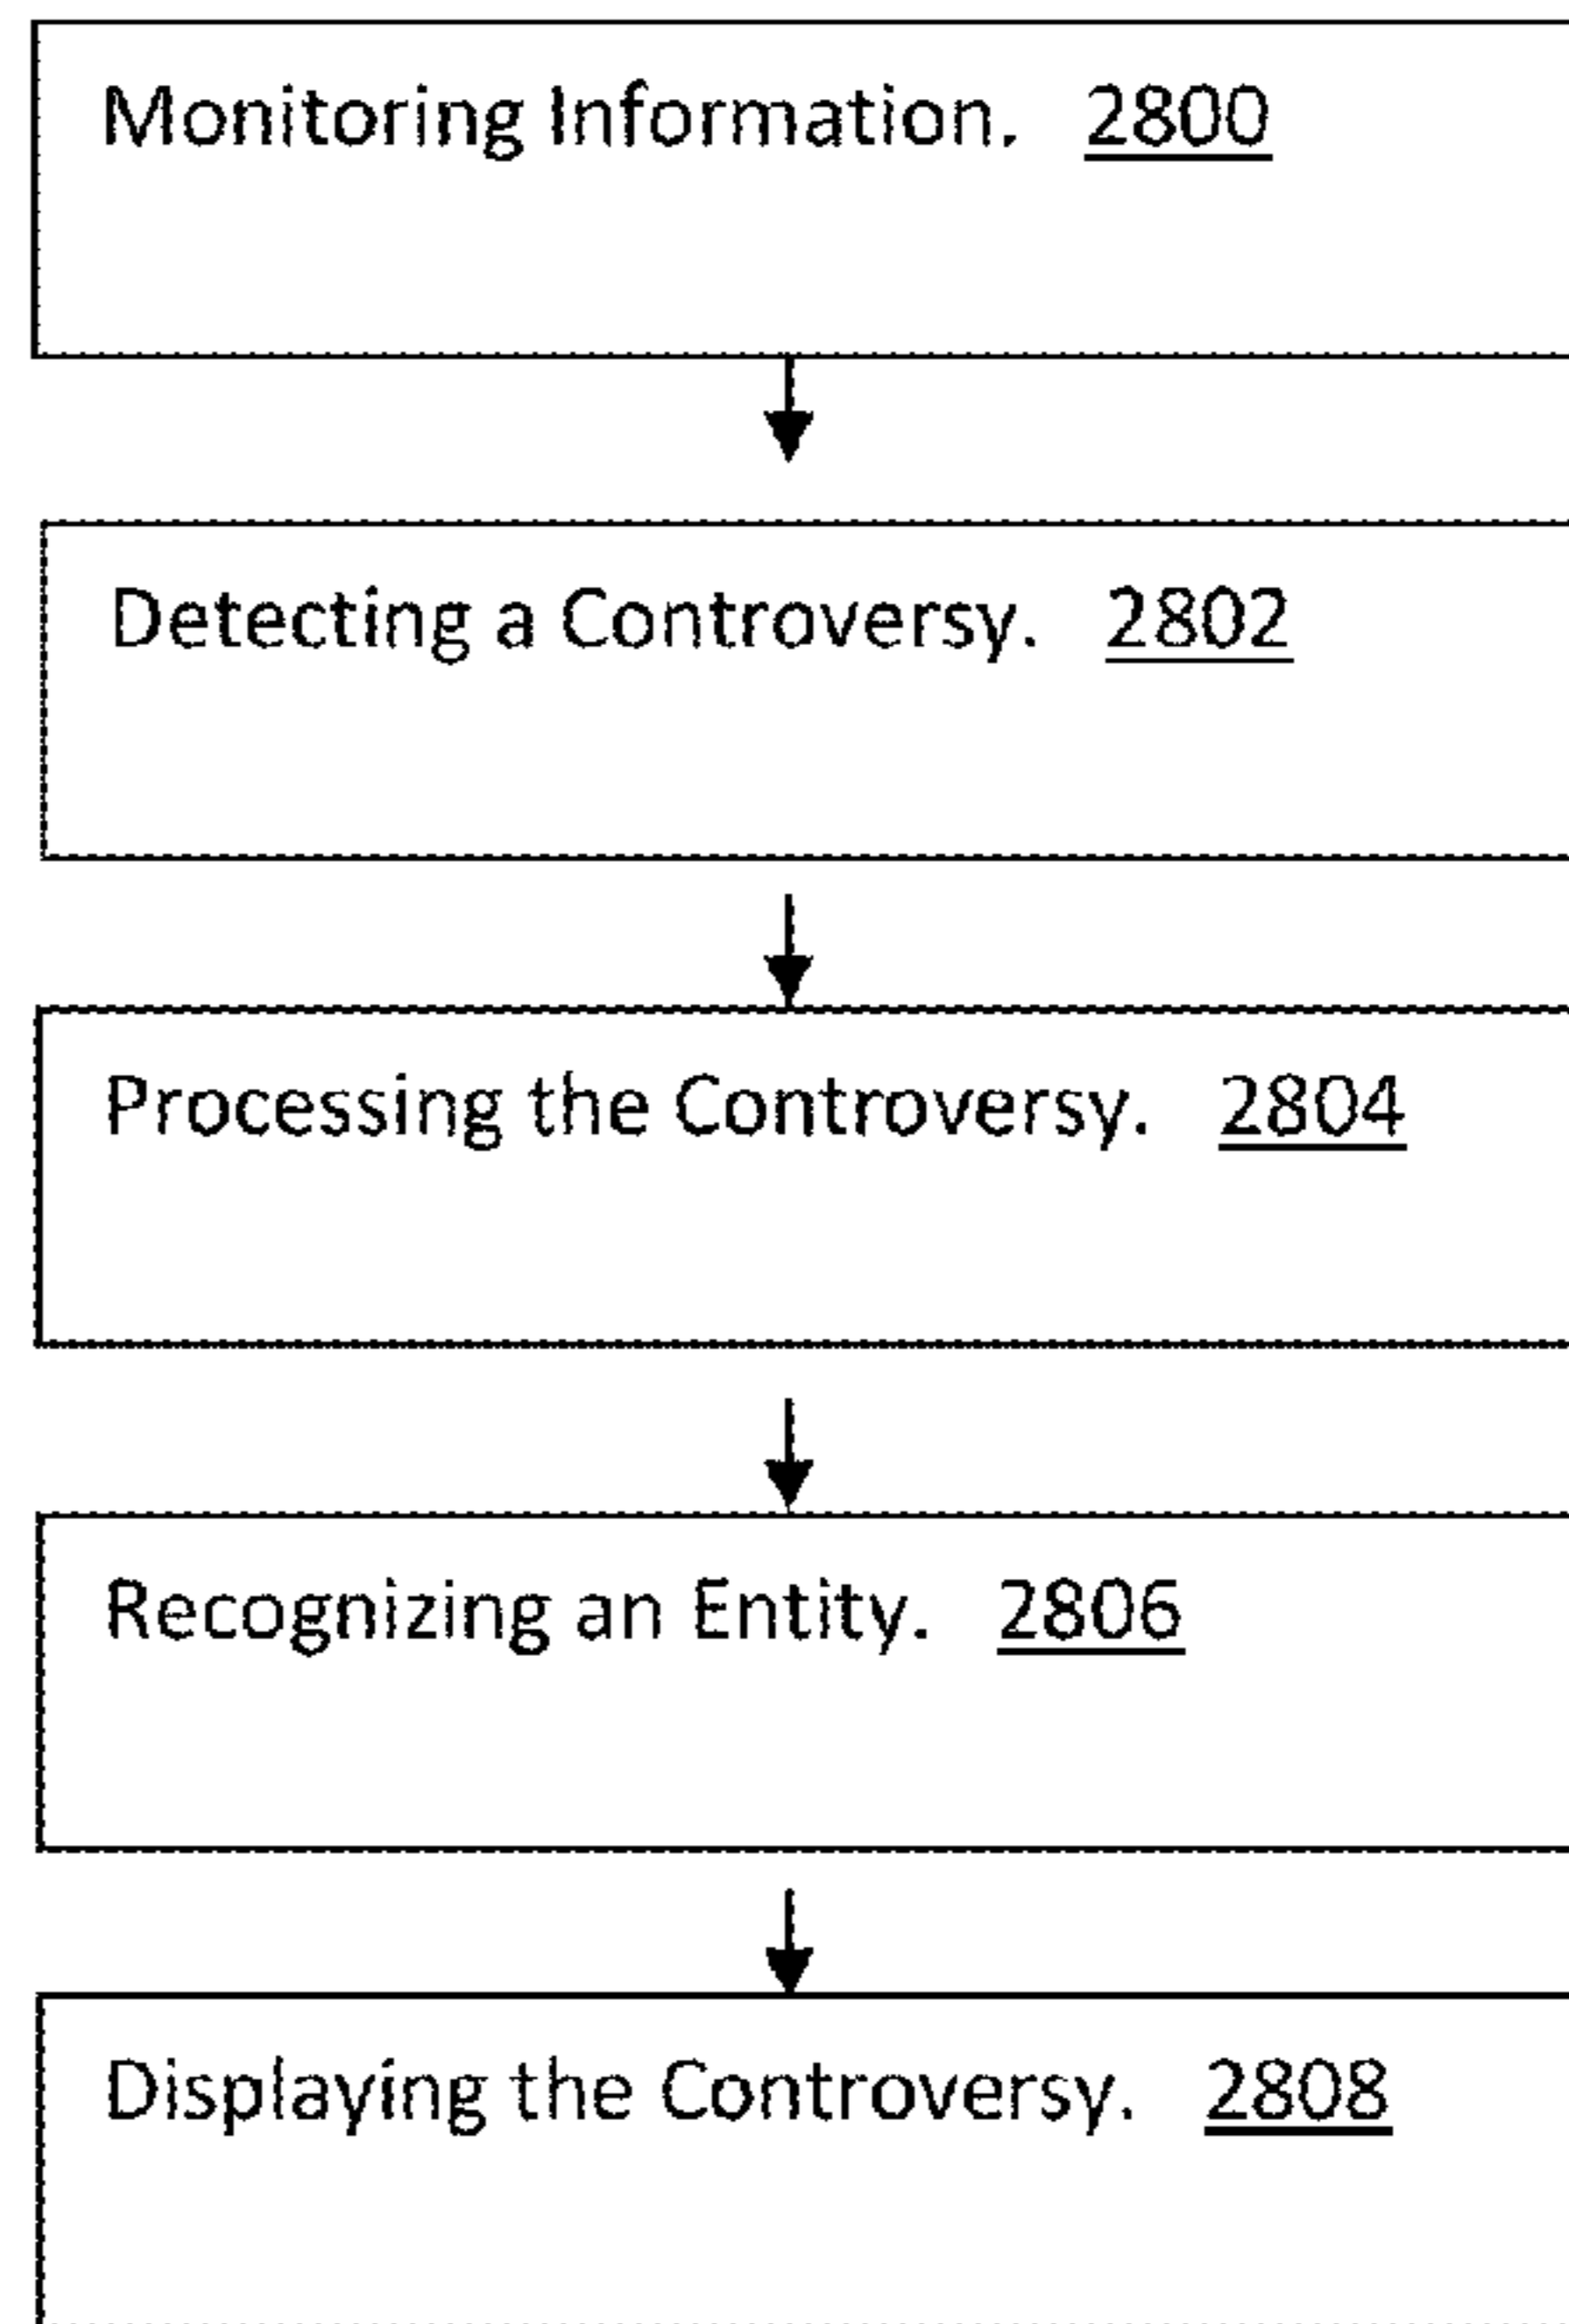 Monitoring Information. 2800
Detecting a Controversy. 2802
Processing the Controversy. 2804
Recognizing an Entity. 2806
Displaying the Controversy. 2808